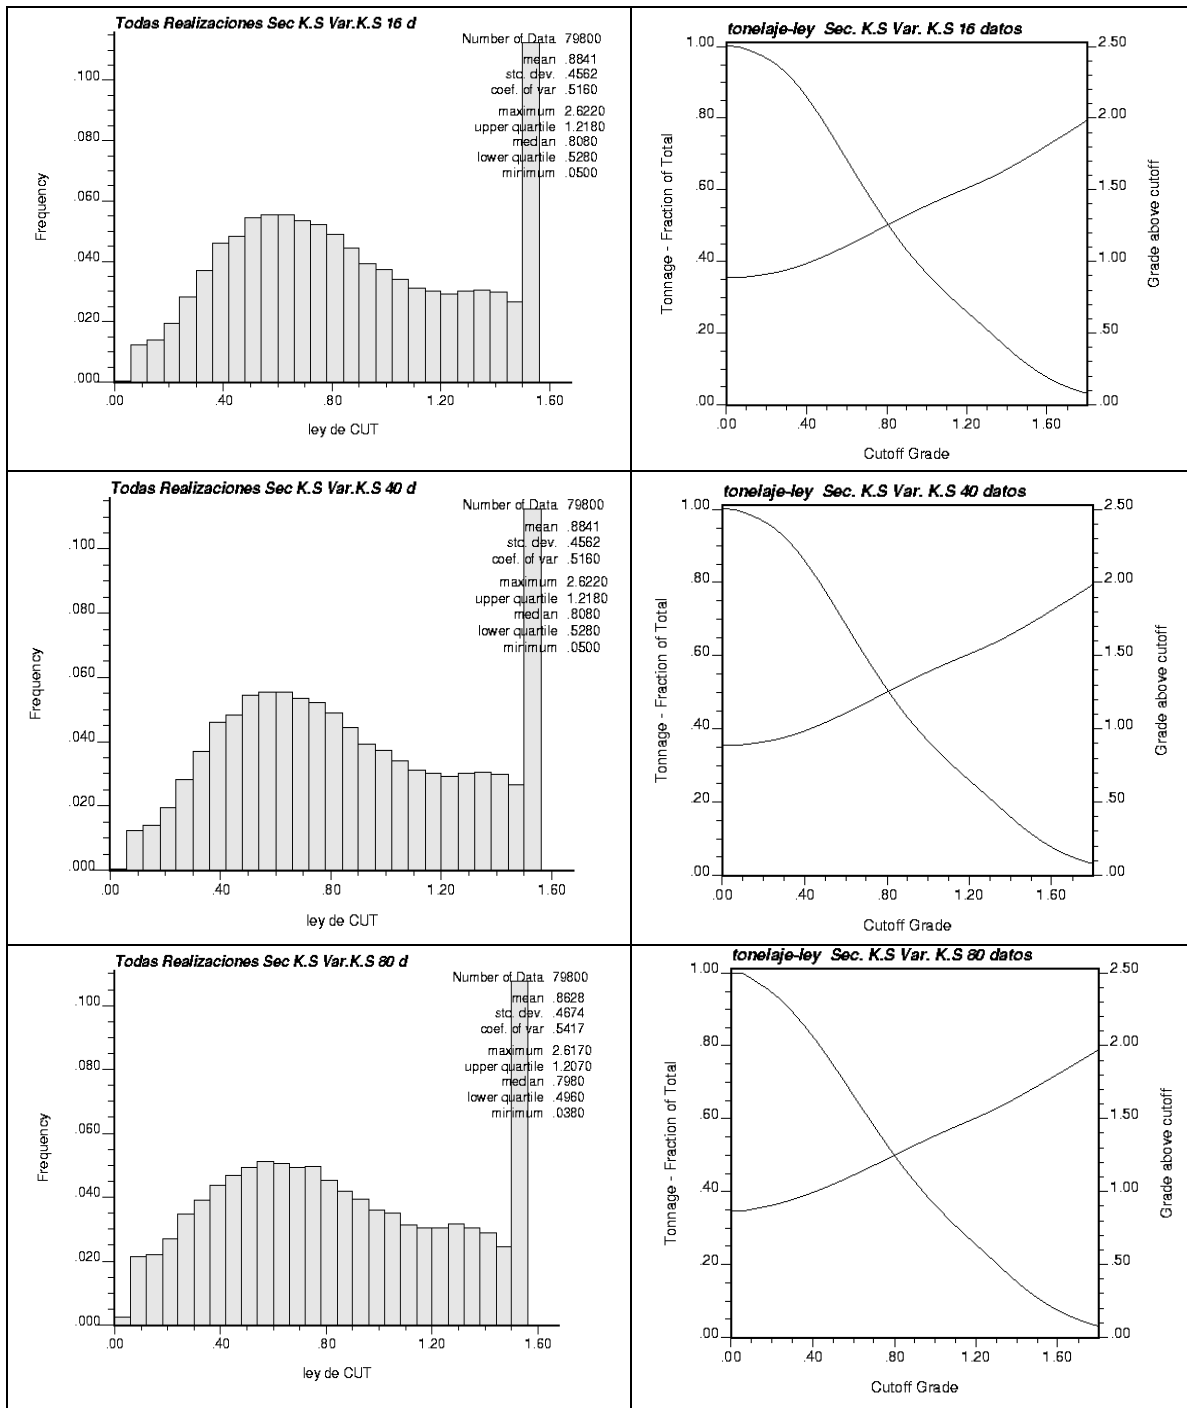 Todas Realizaciones Sec K.S Var.K.S 16 d
Number of Data 79800
mean .8841
std. dev. .4562
coef. of var .5160
maximum 2.6220
upper quartile 1.2180
median .8080
lower quartile .5280
minimum .0500
Frequency
.100
.080
.060
.040
.020
.000
.00 .40 .80 1.20 1.60
ley de CUT
tonelaje-ley Sec. K.S Var. K.S 16 datos
Tonnage - Fraction of Total
1.00
.80
.60
.40
.20
.00
2.50
2.00
1.50
1.00
.50
.00
Grade above cutoff
.00 .40 .80 1.20 1.60
Cutoff Grade
Todas Realizaciones Sec K.S Var.K.S 40 d
Number of Data 79800
mean .8841
std. dev. .4562
coef. of var .5160
maximum 2.6220
upper quartile 1.2180
median .8080
lower quartile .5280
minimum .0500
Frequency
.100
.080
.060
.040
.020
.000
.00 .40 .80 1.20 1.60
ley de CUT
tonelaje-ley Sec. K.S Var. K.S 40 datos
Tonnage - Fraction of Total
1.00
.80
.60
.40
.20
.00
2.50
2.00
1.50
1.00
.50
.00
Grade above cutoff
.00 .40 .80 1.20 1.60
Cutoff Grade
Todas Realizaciones Sec K.S Var.K.S 80 d
Number of Data 79800
mean .8628
std. dev. .4674
coef. of var .5417
maximum 2.6170
upper quartile 1.2070
median .7980
lower quartile .4960
minimum .0380
Frequency
.100
.080
.060
.040
.020
.000
.00 .40 .80 1.20 1.60
ley de CUT
tonelaje-ley Sec. K.S Var. K.S 80 datos
Tonnage - Fraction of Total
1.00
.80
.60
.40
.20
.00
2.50
2.00
1.50
1.00
.50
.00
Grade above cutoff
.00 .40 .80 1.20 1.60
Cutoff Grade